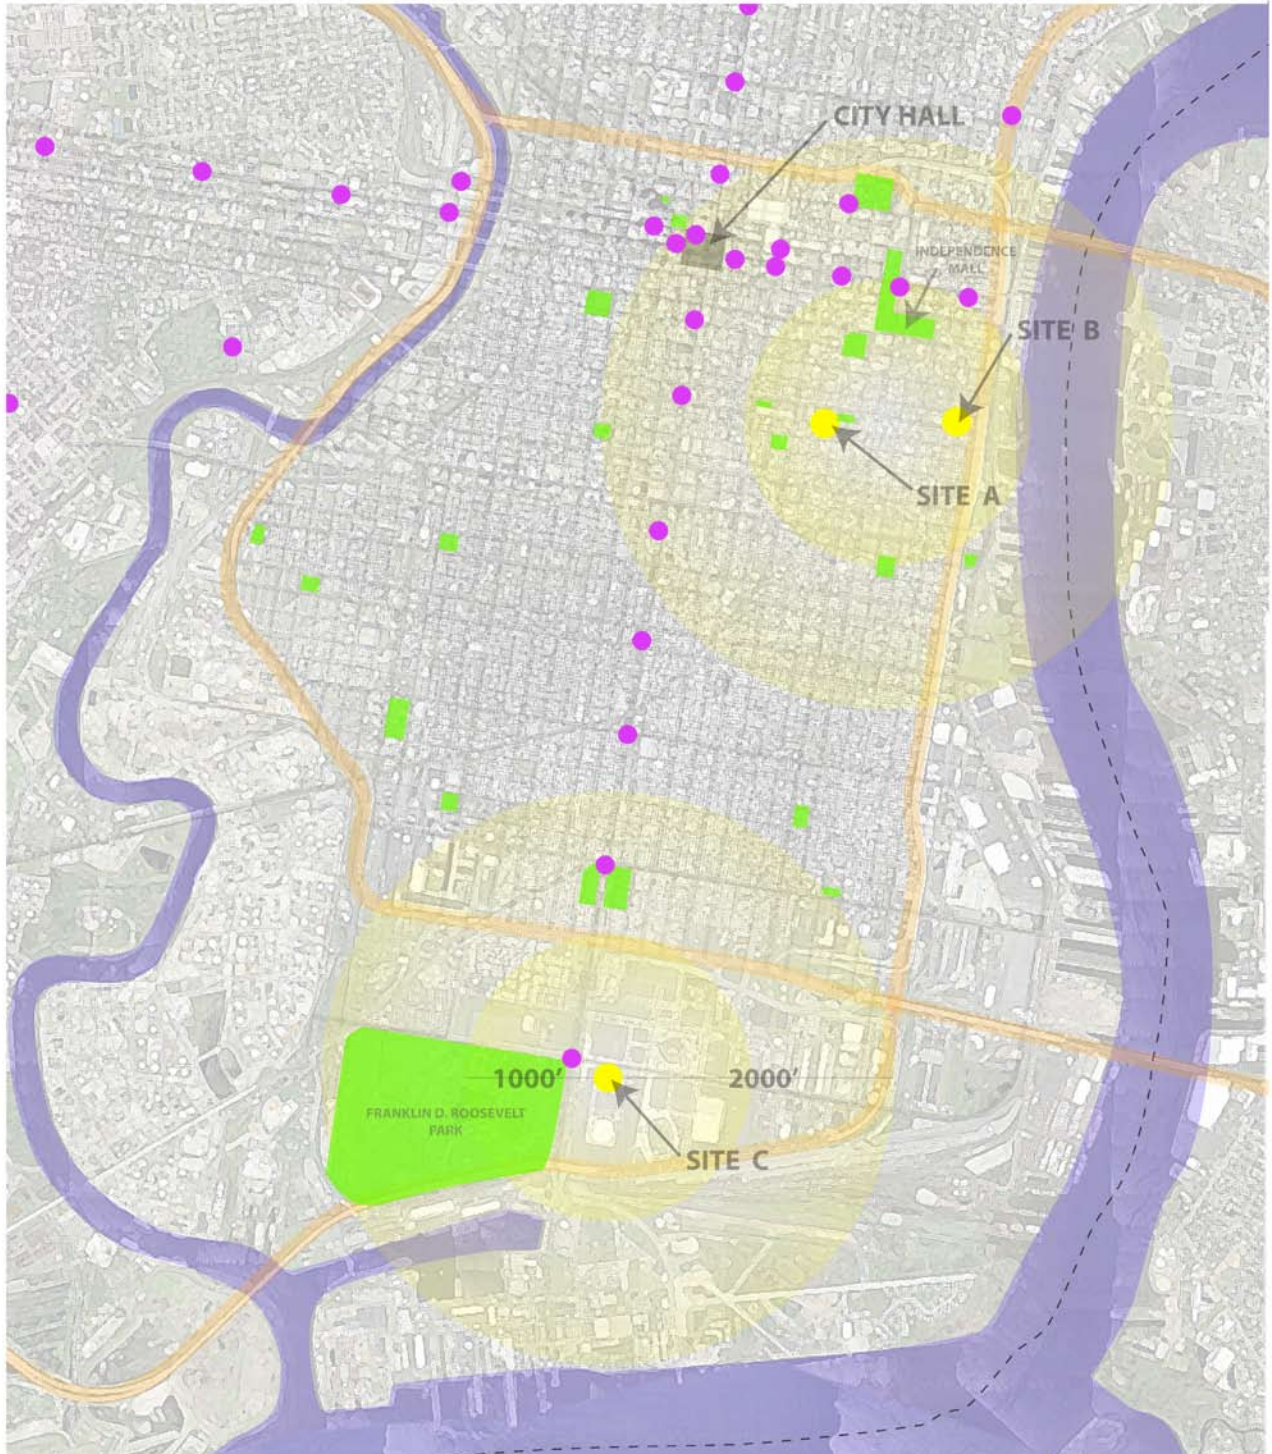 CITY HALL
INDEPENDENCE
MALL
SITE B
SITE A
1000'
2000'
FRANKLIN D. ROOSEVELT
PARK
SITE C